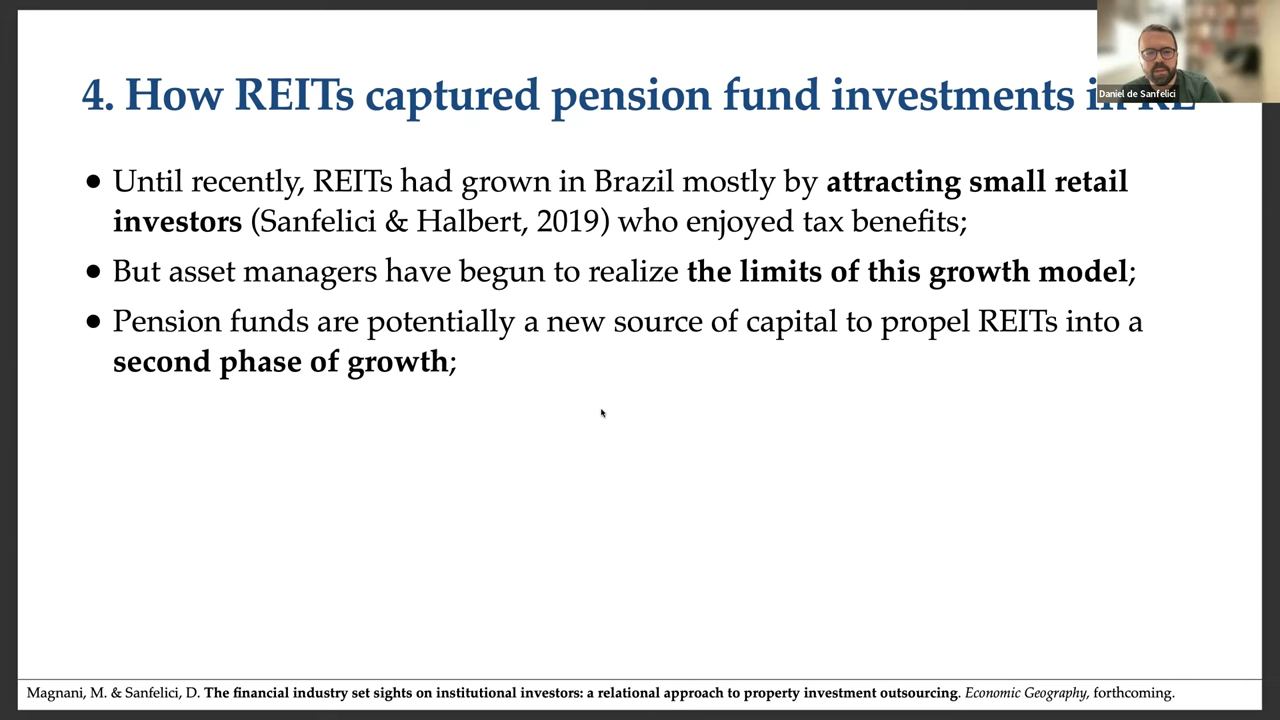 4. How REITs captured pension fund investments in RE
Daniel de Sanfelici
● Until recently, REITs had grown in Brazil mostly by attracting small retail
investors (Sanfelici & Halbert, 2019) who enjoyed tax benefits;
● But asset managers have begun to realize the limits of this growth model;
● Pension funds are potentially a new source of capital to propel REITs into a
second phase of growth;
Magnani, M. & Sanfelici, D. The financial industry set sights on institutional investors: a relational approach to property investment outsourcing. Economic Geography, forthcoming.